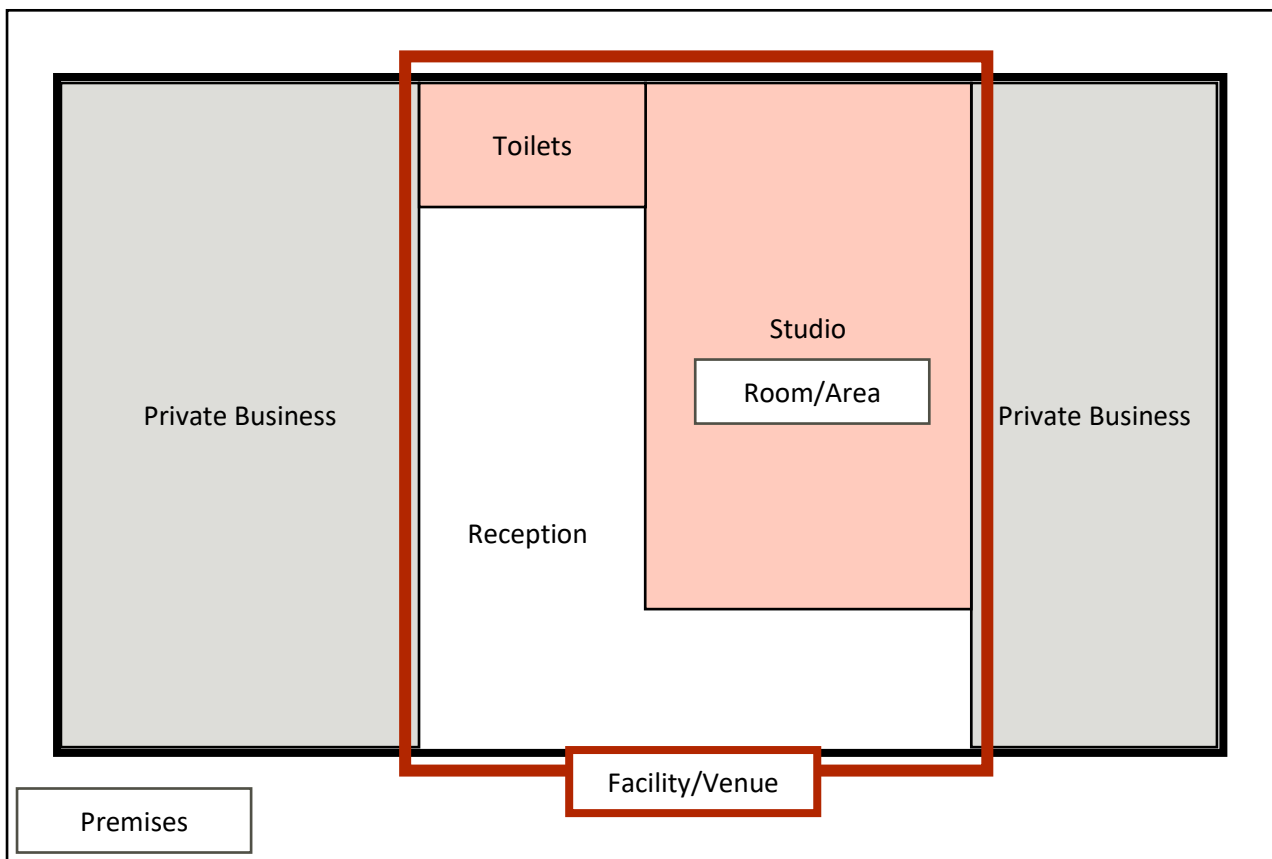 Toilets
Studio
Room/Area
Private Business
Private Business
Reception
Facility/Venue
Premises